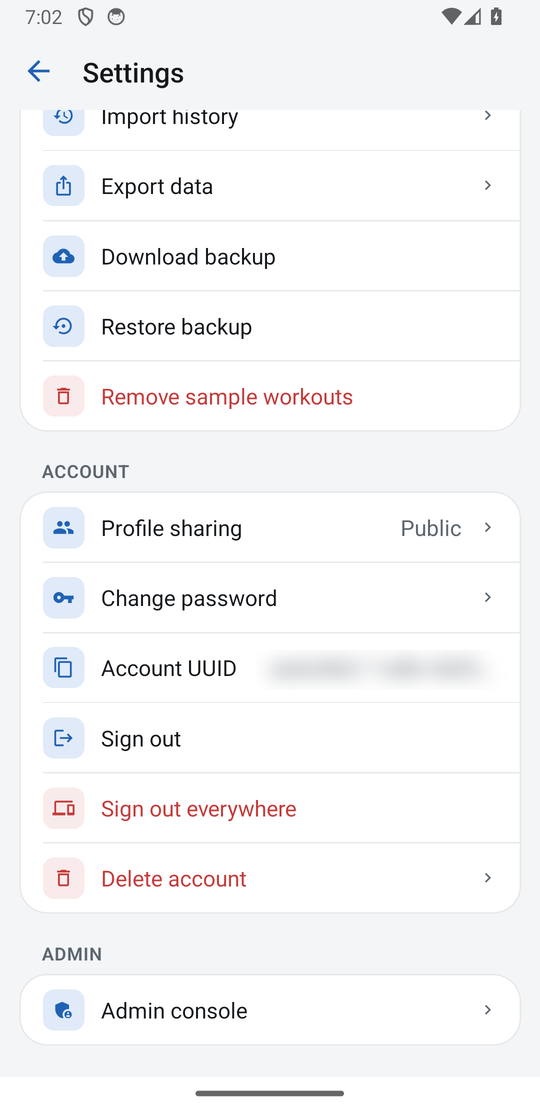 7:02
Settings
Import history
Export data
Download backup
Restore backup
Remove sample workouts
ACCOUNT
Profile sharing Public
Change password
Account UUID
Sign out
Sign out everywhere
Delete account
ADMIN
Admin console